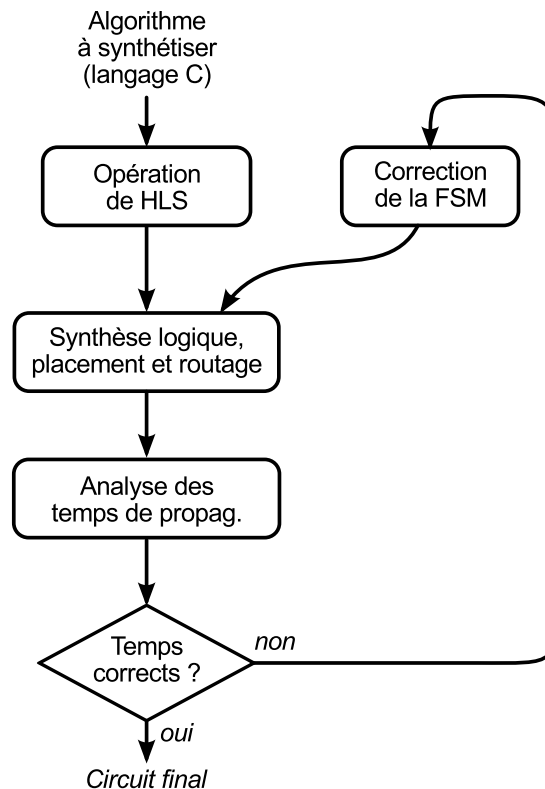 Algorithme
à synthétiser
(langage C)
Opération
de HLS
Correction
de la FSM
Synthèse logique,
placement et routage
Analyse des
temps de propag.
Temps
corrects ?
non
oui
Circuit final